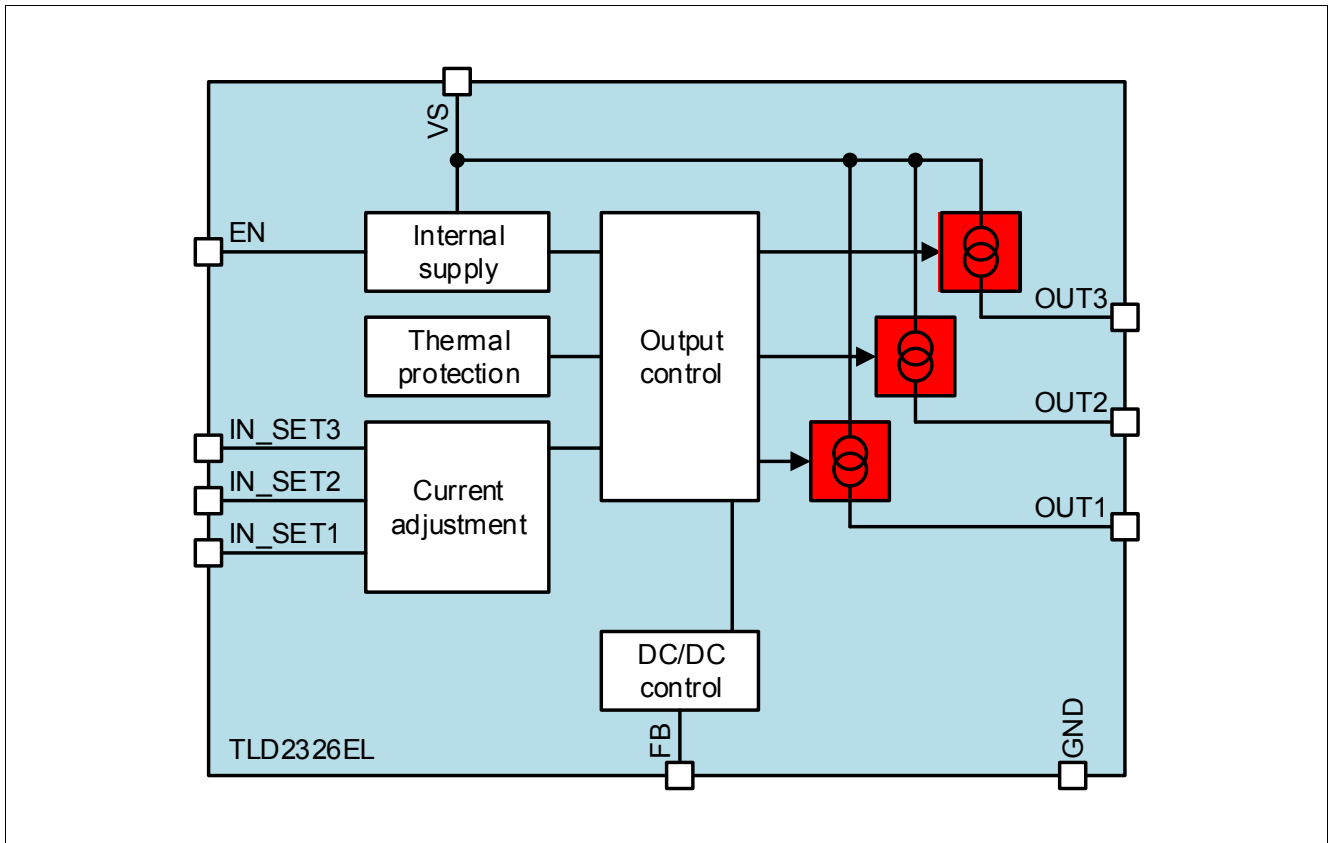 VS
EN
Internal
supply
Thermal
protection
Output
control
OUT3
OUT2
OUT1
IN_SET3
IN_SET2
IN_SET1
Current
adjustment
DC/DC
control
FB
GND
TLD2326EL